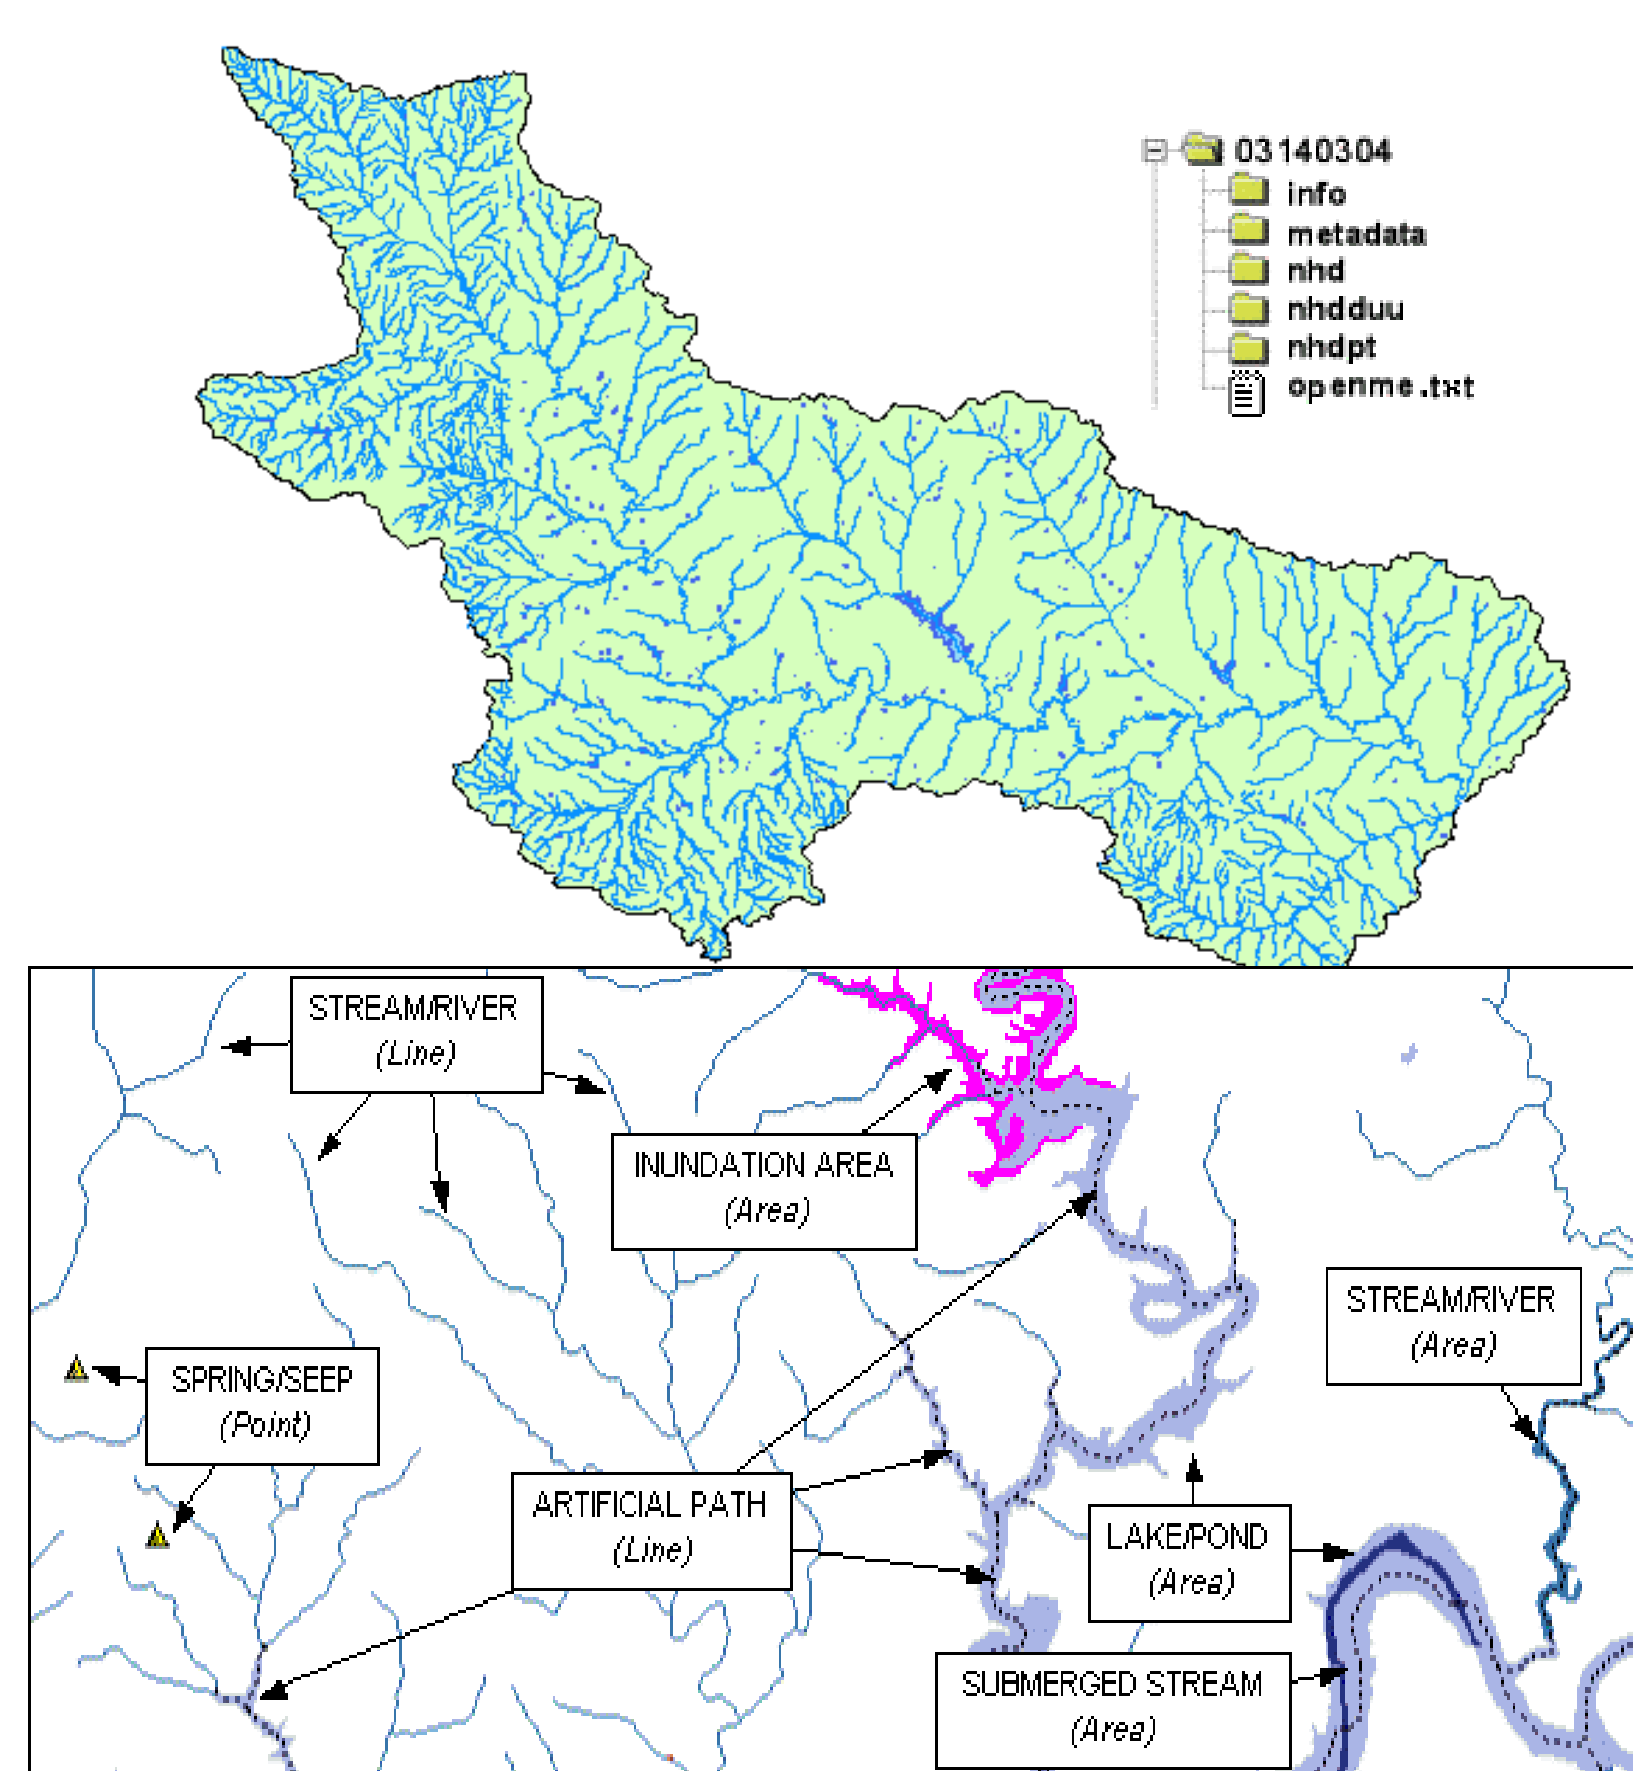 03140304
info
metadata
nhd
nhdduu
nhdpt
openme.txt
STREAM/RIVER
(Line)
INUNDATION AREA
(Area)
STREAM/RIVER
(Area)
SPRING/SEEP
(Point)
ARTIFICIAL PATH
(Line)
LAKE/POND
(Area)
SUBMERGED STREAM
(Area)